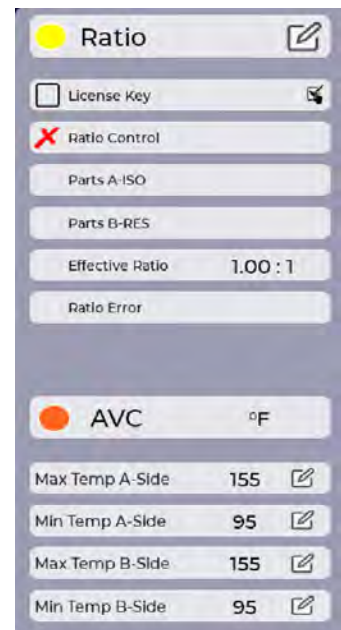 Ratio
License Key
Ratio Control
Parts A-ISO
Parts B-RES
Effective Ratio 1.00 : 1
Ratio Error
AVC °F
Max Temp A-Side 155
Min Temp A-Side 95
Max Temp B-Side 155
Min Temp B-Side 95